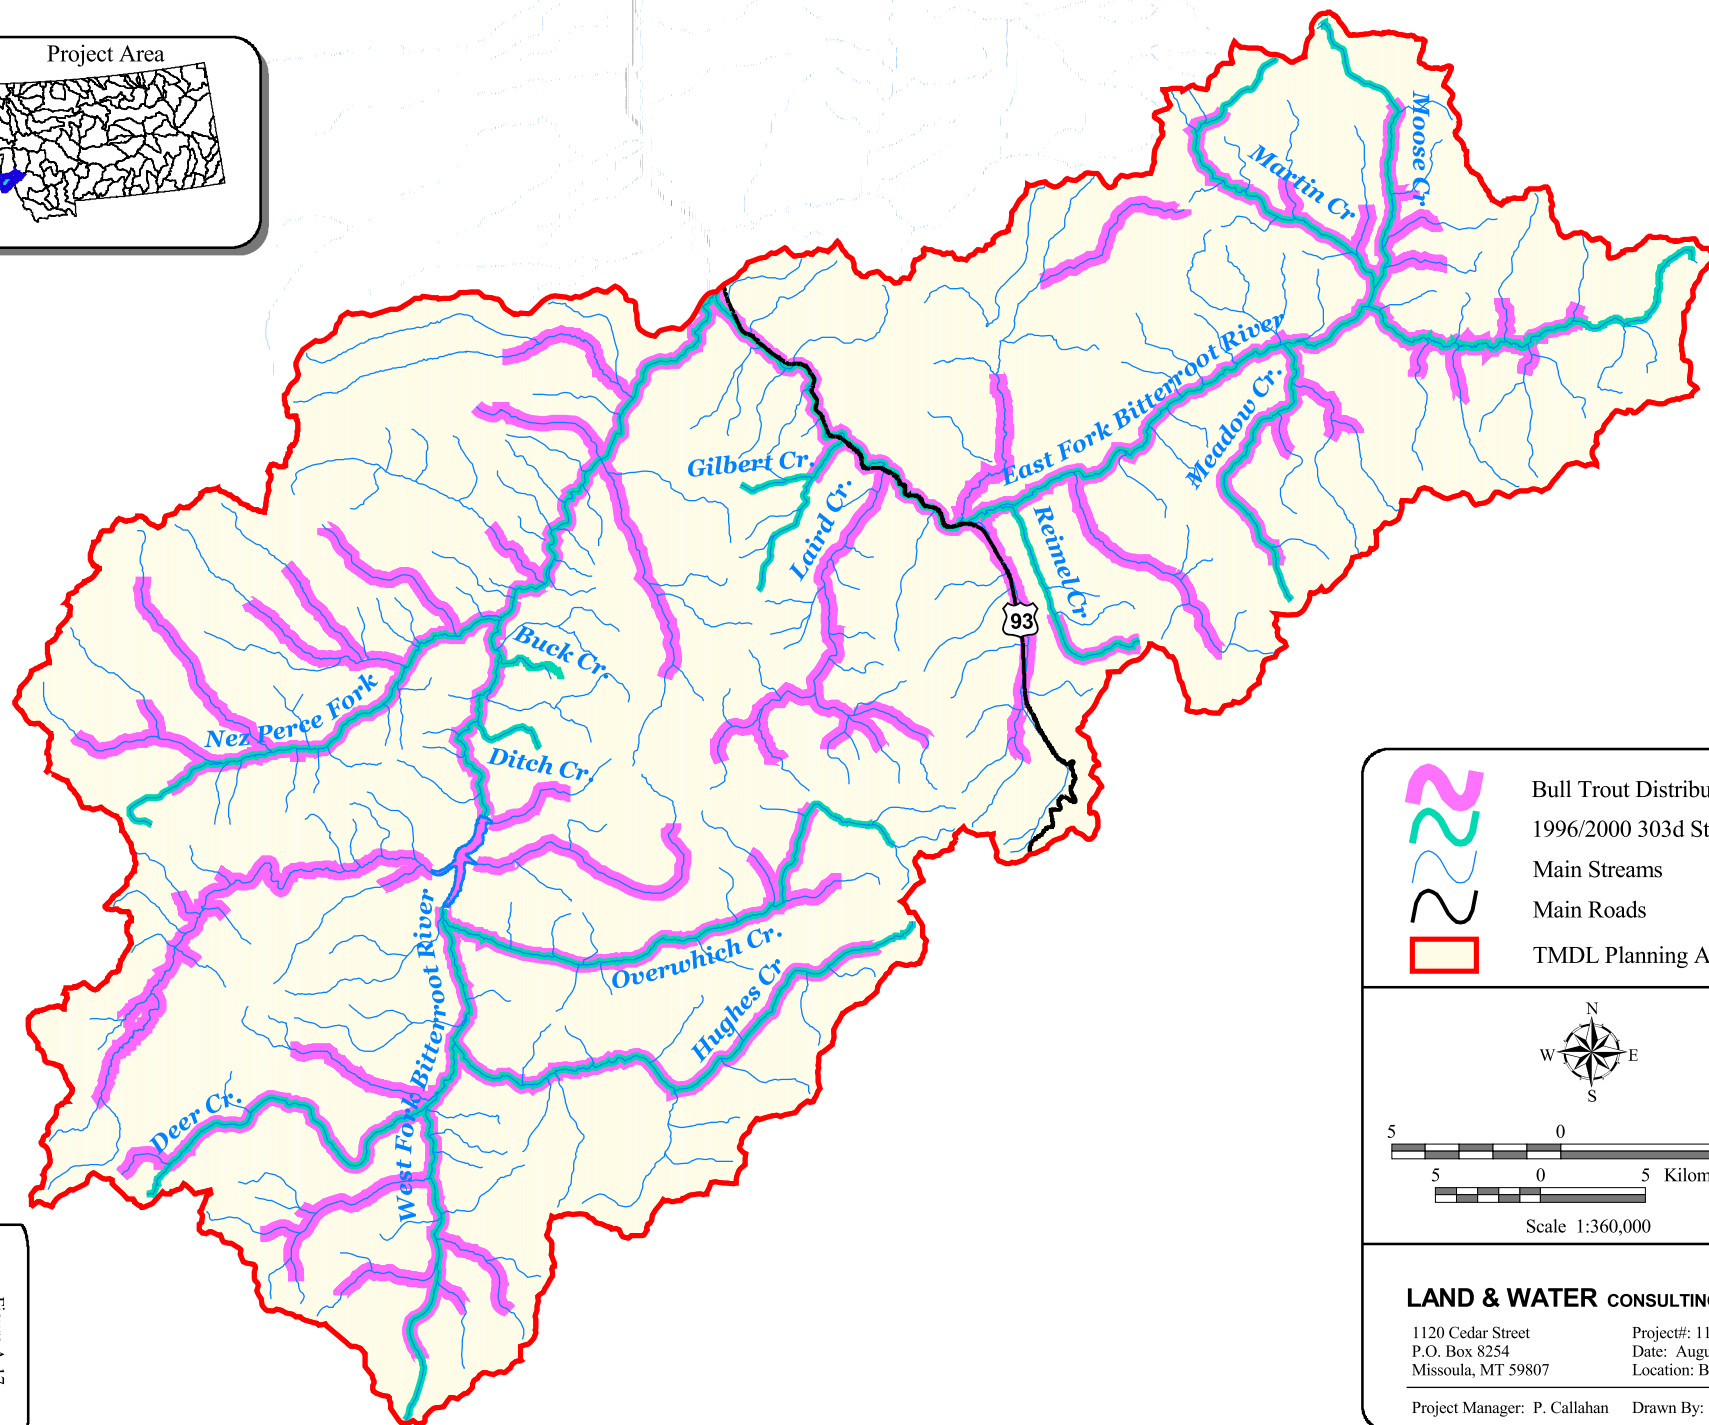 Project Area
Moose Cr
Martin Cr
East Fork Bitterroot River
Meadow Cr.
Gilbert Cr.
Laird Cr.
Reimel Cr.
93
Buck Cr.
Nez Perce Fork
Ditch Cr.
Overwhich Cr.
Hughes Cr
West Fork Bitterroot River
Deer Cr.
Bull Trout Distribu
1996/2000 303d St
Main Streams
Main Roads
TMDL Planning A
N
W E
S
5 0
5 0 5 Kilom
Scale 1:360,000
LAND & WATER CONSULTING
1120 Cedar Street Project#: 11
P.O. Box 8254 Date: Augu
Missoula, MT 59807 Location: B
Project Manager: P. Callahan Drawn By: